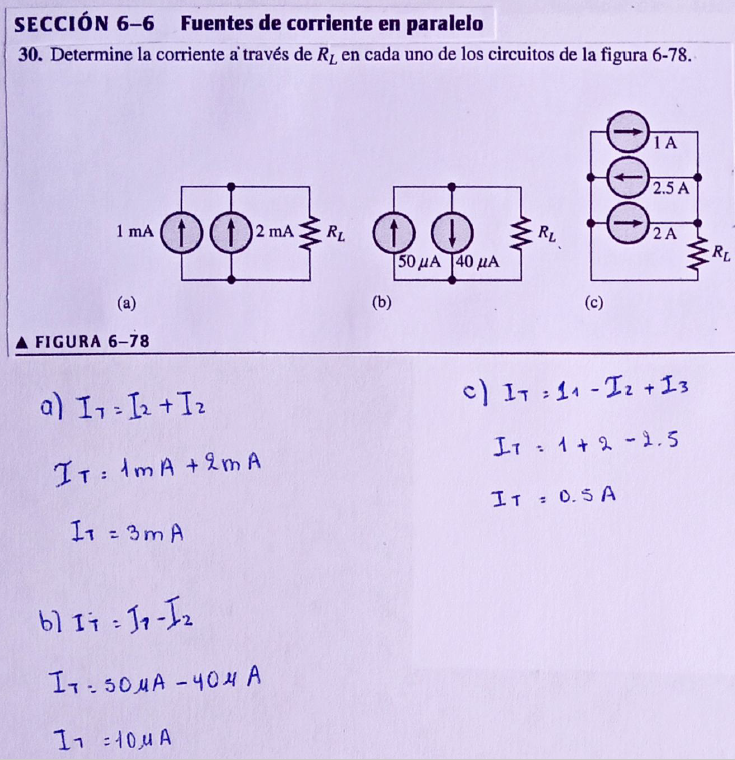 SECCIÓN 6–6 Fuentes de corriente en paralelo
30. Determine la corriente a través de R_L en cada uno de los circuitos de la figura 6-78.
1 mA
2 mA
R_L
(a)
50 μA
40 μA
R_L
(b)
1 A
2.5 A
2 A
R_L
(c)
▲ FIGURA 6–78
a) I_T = I_2 + I_2
I_T = 1mA + 2mA
I_T = 3mA
b) I_T = I_1 - I_2
I_T = 50 μA - 40 μA
I_T = 10 μA
c) I_T = I_1 - I_2 + I_3
I_T = 1 + 2 - 2.5
I_T = 0.5 A